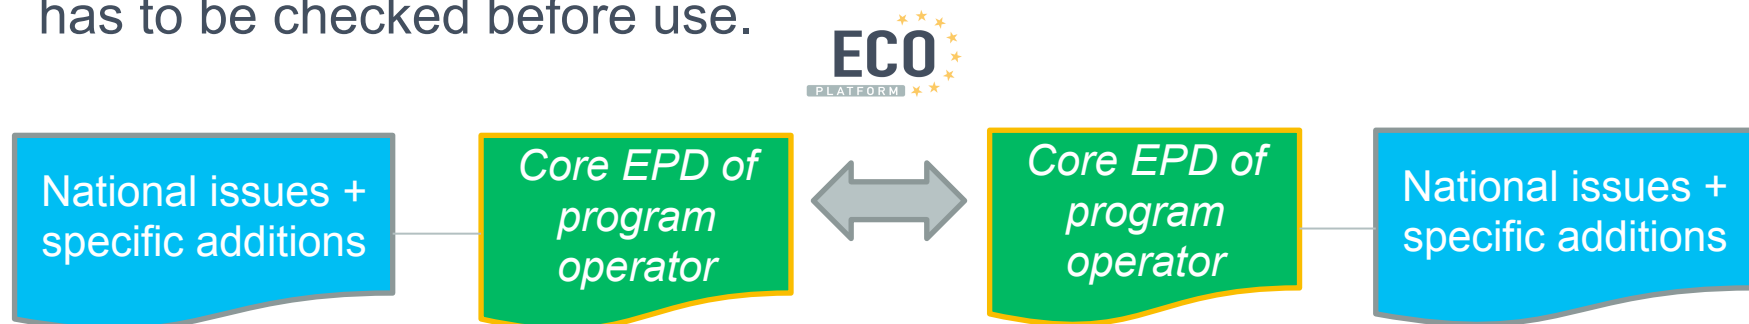 has to be checked before use.
ECO
PLATFORM
National issues +
specific additions
Core EPD of
program
operator
Core EPD of
program
operator
National issues +
specific additions